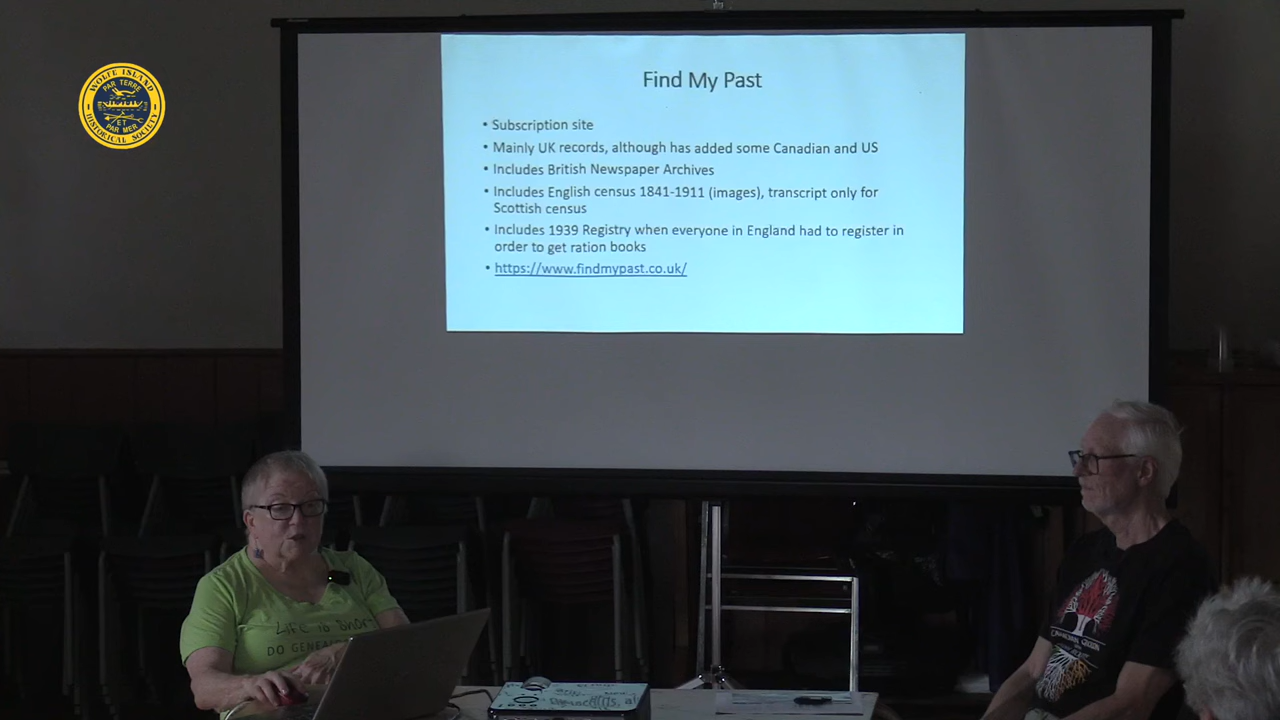 WOLFE ISLAND
PAR TERRE
ET
PAR MER
HISTORICAL SOCIETY
Find My Past
• Subscription site
• Mainly UK records, although has added some Canadian and US
• Includes British Newspaper Archives
• Includes English census 1841-1911 (images), transcript only for
Scottish census
• Includes 1939 Registry when everyone in England had to register in
order to get ration books
• https://www.findmypast.co.uk/
LIFE IS SHORT
DO GENEAL